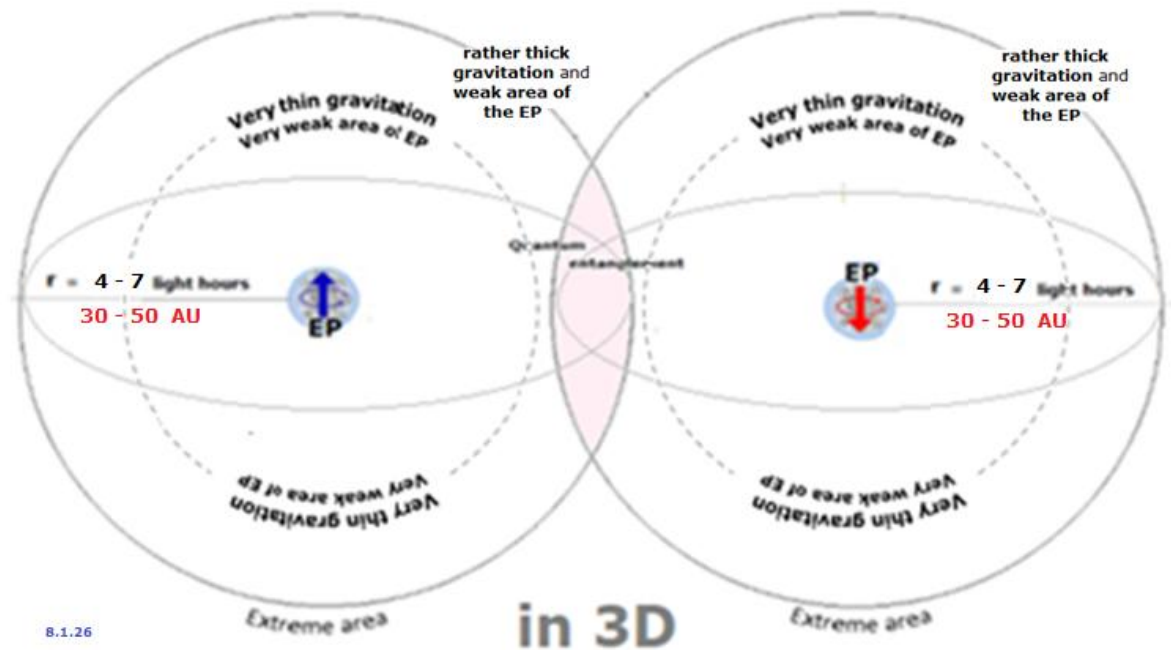 rather thick
gravitation and
weak area of
the EP
rather thick
gravitation and
weak area of
the EP
Very thin gravitation
Very weak area of EP
Very thin gravitation
Very weak area of EP
Quantum
entanglement
EP
r = 4 - 7 light hours
30 - 50 AU
EP
r = 4 - 7 light hours
30 - 50 AU
Very weak area of EP
Very thin gravitation
Very weak area of EP
Very thin gravitation
Extreme area
Extreme area
in 3D
8.1.26